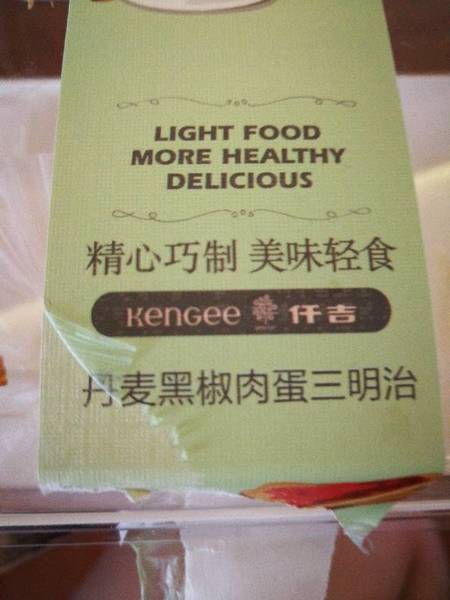 LIGHT FOOD
MORE HEALTHY
DELICIOUS
精心巧制 美味轻食
KENGEE 仟吉
丹麦黑椒肉蛋三明治